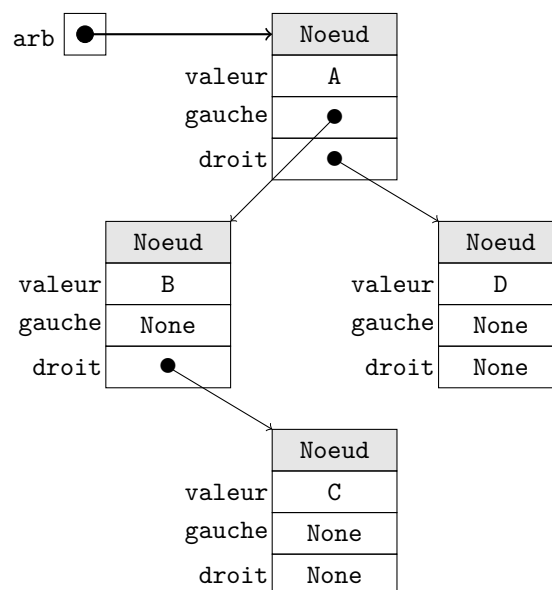 arb
Noeud
valeur A
gauche
droit
Noeud
valeur B
gauche None
droit
Noeud
valeur D
gauche None
droit None
Noeud
valeur C
gauche None
droit None